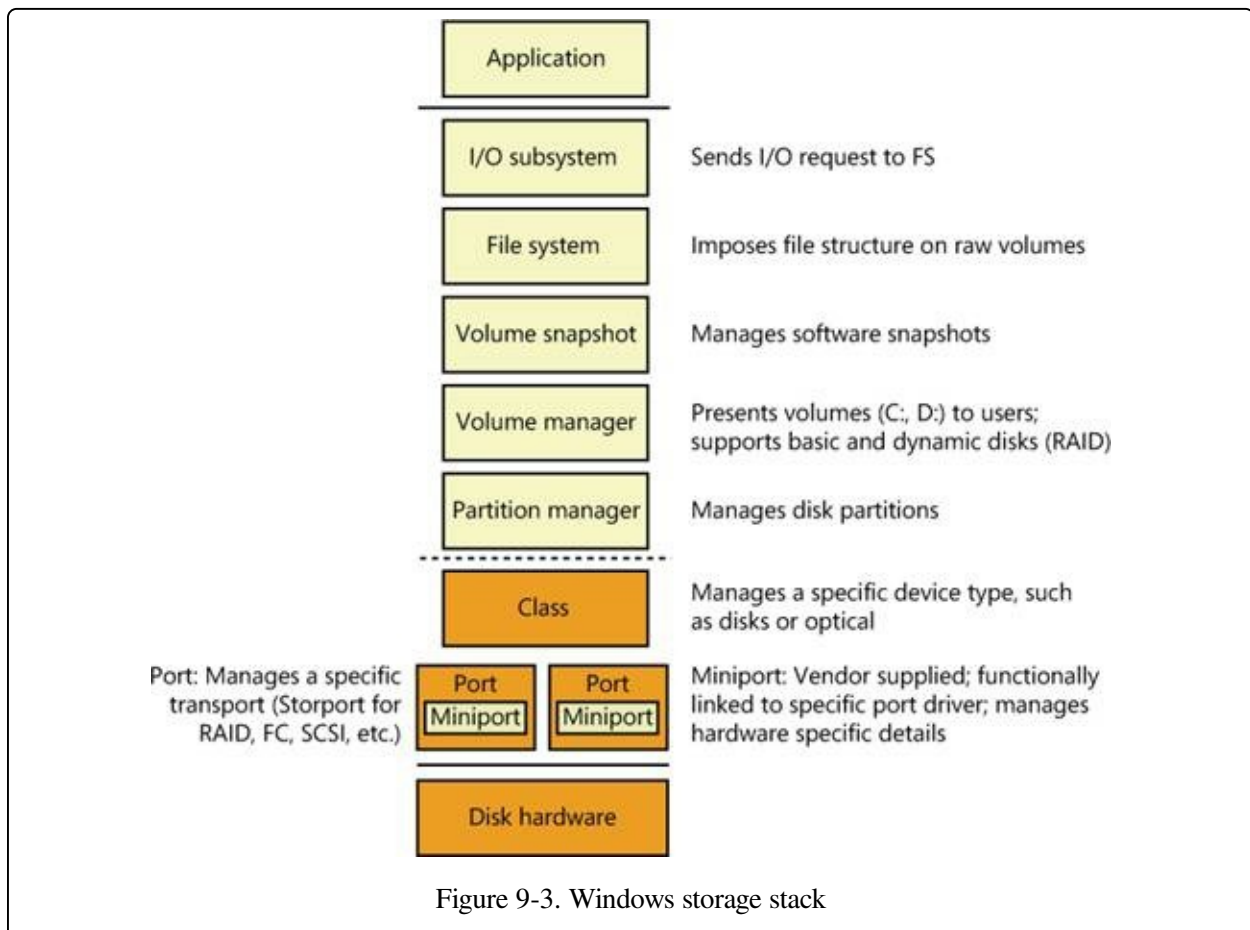 Application
I/O subsystem
Sends I/O request to FS
File system
Imposes file structure on raw volumes
Volume snapshot
Manages software snapshots
Volume manager
Presents volumes (C:, D:) to users;
supports basic and dynamic disks (RAID)
Partition manager
Manages disk partitions
Class
Manages a specific device type, such
as disks or optical
Port: Manages a specific
transport (Storport for
RAID, FC, SCSI, etc.)
Port
Miniport
Port
Miniport
Miniport: Vendor supplied; functionally
linked to specific port driver; manages
hardware specific details
Disk hardware
Figure 9-3. Windows storage stack